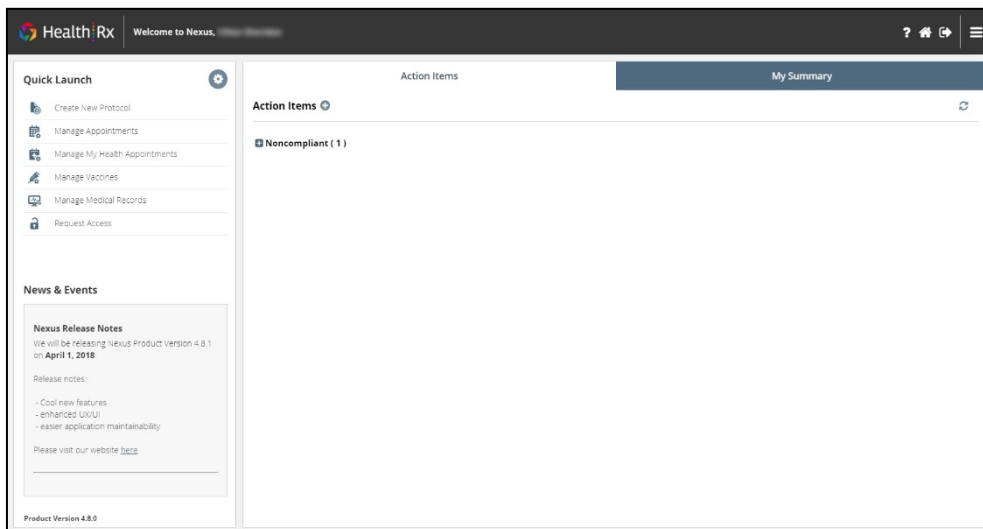 Health Rx
Welcome to Nexus,
?
Quick Launch
Create New Protocol
Manage Appointments
Manage My Health Appointments
Manage Vaccines
Manage Medical Records
Request Access
News & Events
Nexus Release Notes
We will be releasing Nexus Product Version 4.8.1
on April 1, 2018
Release notes:
- Cool new features
- enhanced UX/UI
- easier application maintainability
Please visit our website here
Product Version 4.8.0
Action Items
My Summary
Action Items
Noncompliant ( 1 )